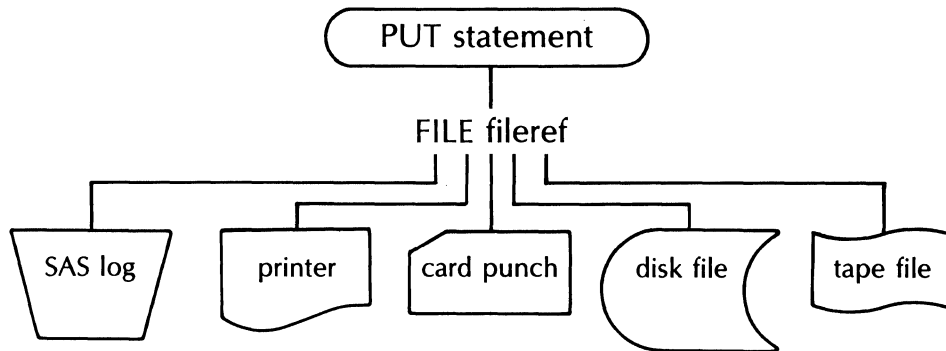 PUT statement
FILE fileref
SAS log
printer
card punch
disk file
tape file